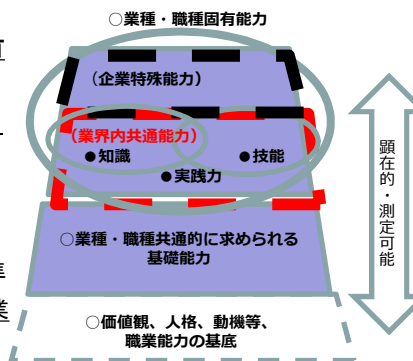 ○業種・職種固有能力
(企業特殊能力)
(業界内共通能力)
●知識
●技能
●実践力
○業種・職種共通的に求められる
基礎能力
○価値観、人格、動機等、
職業能力の基底
顕在的・測定可能